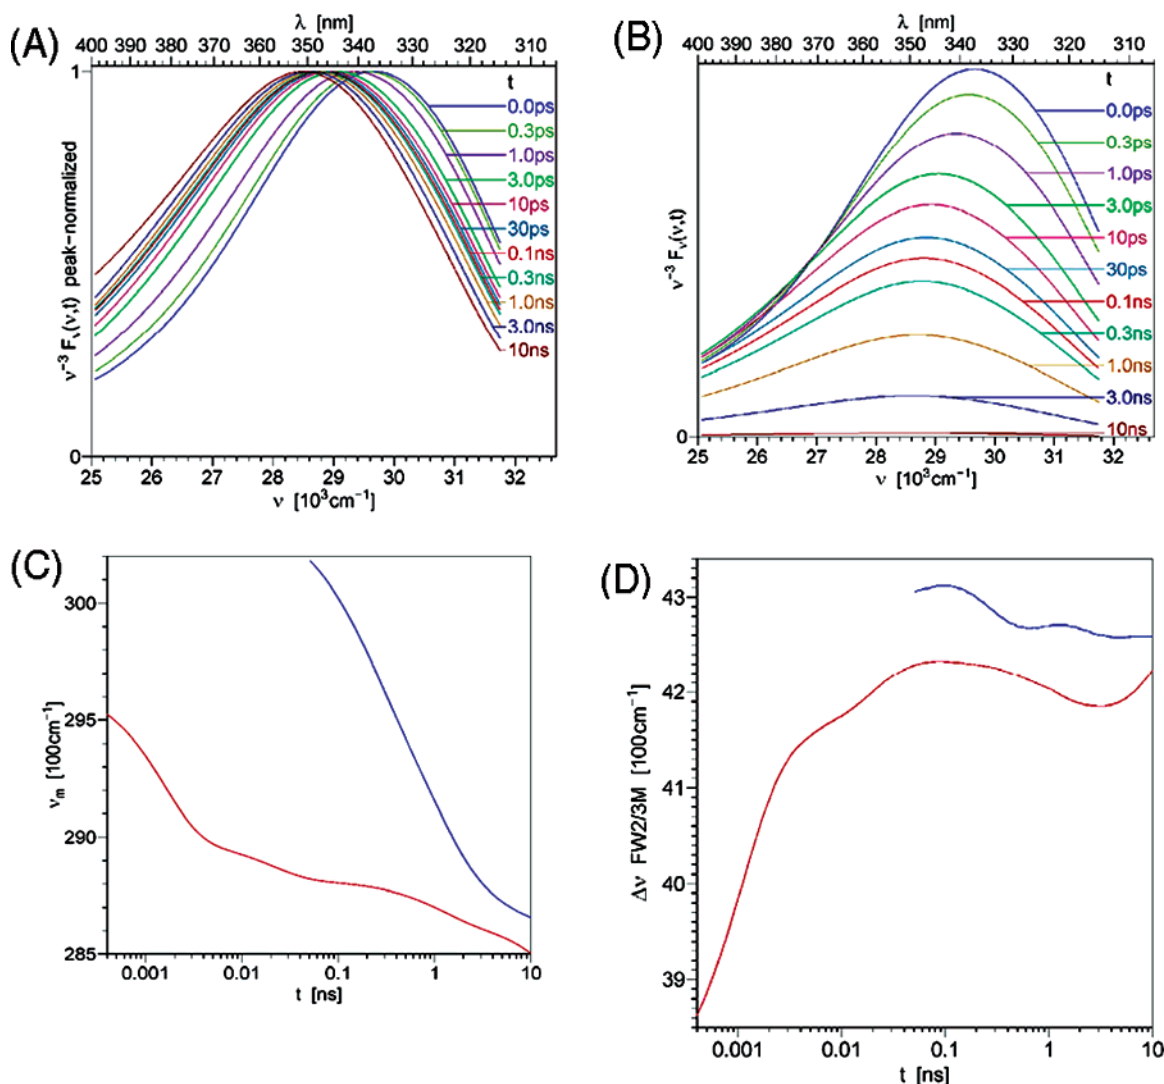 (A)
λ [nm]
400 390 380 370 360 350 340 330 320 310
1
t
0.0ps
0.3ps
1.0ps
3.0ps
10ps
30ps
0.1ns
0.3ns
1.0ns
3.0ns
10ns
ν⁻³ Fᵥ(ν,t) peak-normalized
0
25 26 27 28 29 30 31 32
ν [10³cm⁻¹]
(B)
λ [nm]
400 390 380 370 360 350 340 330 320 310
t
0.0ps
0.3ps
1.0ps
3.0ps
10ps
30ps
0.1ns
0.3ns
1.0ns
3.0ns
10ns
ν⁻³ Fᵥ(ν,t)
0
25 26 27 28 29 30 31 32
ν [10³cm⁻¹]
(C)
300
295
290
285
νₘ [100cm⁻¹]
0.001 0.01 0.1 1 10
t [ns]
(D)
43
42
41
40
39
Δν FW2/3M [100cm⁻¹]
0.001 0.01 0.1 1 10
t [ns]